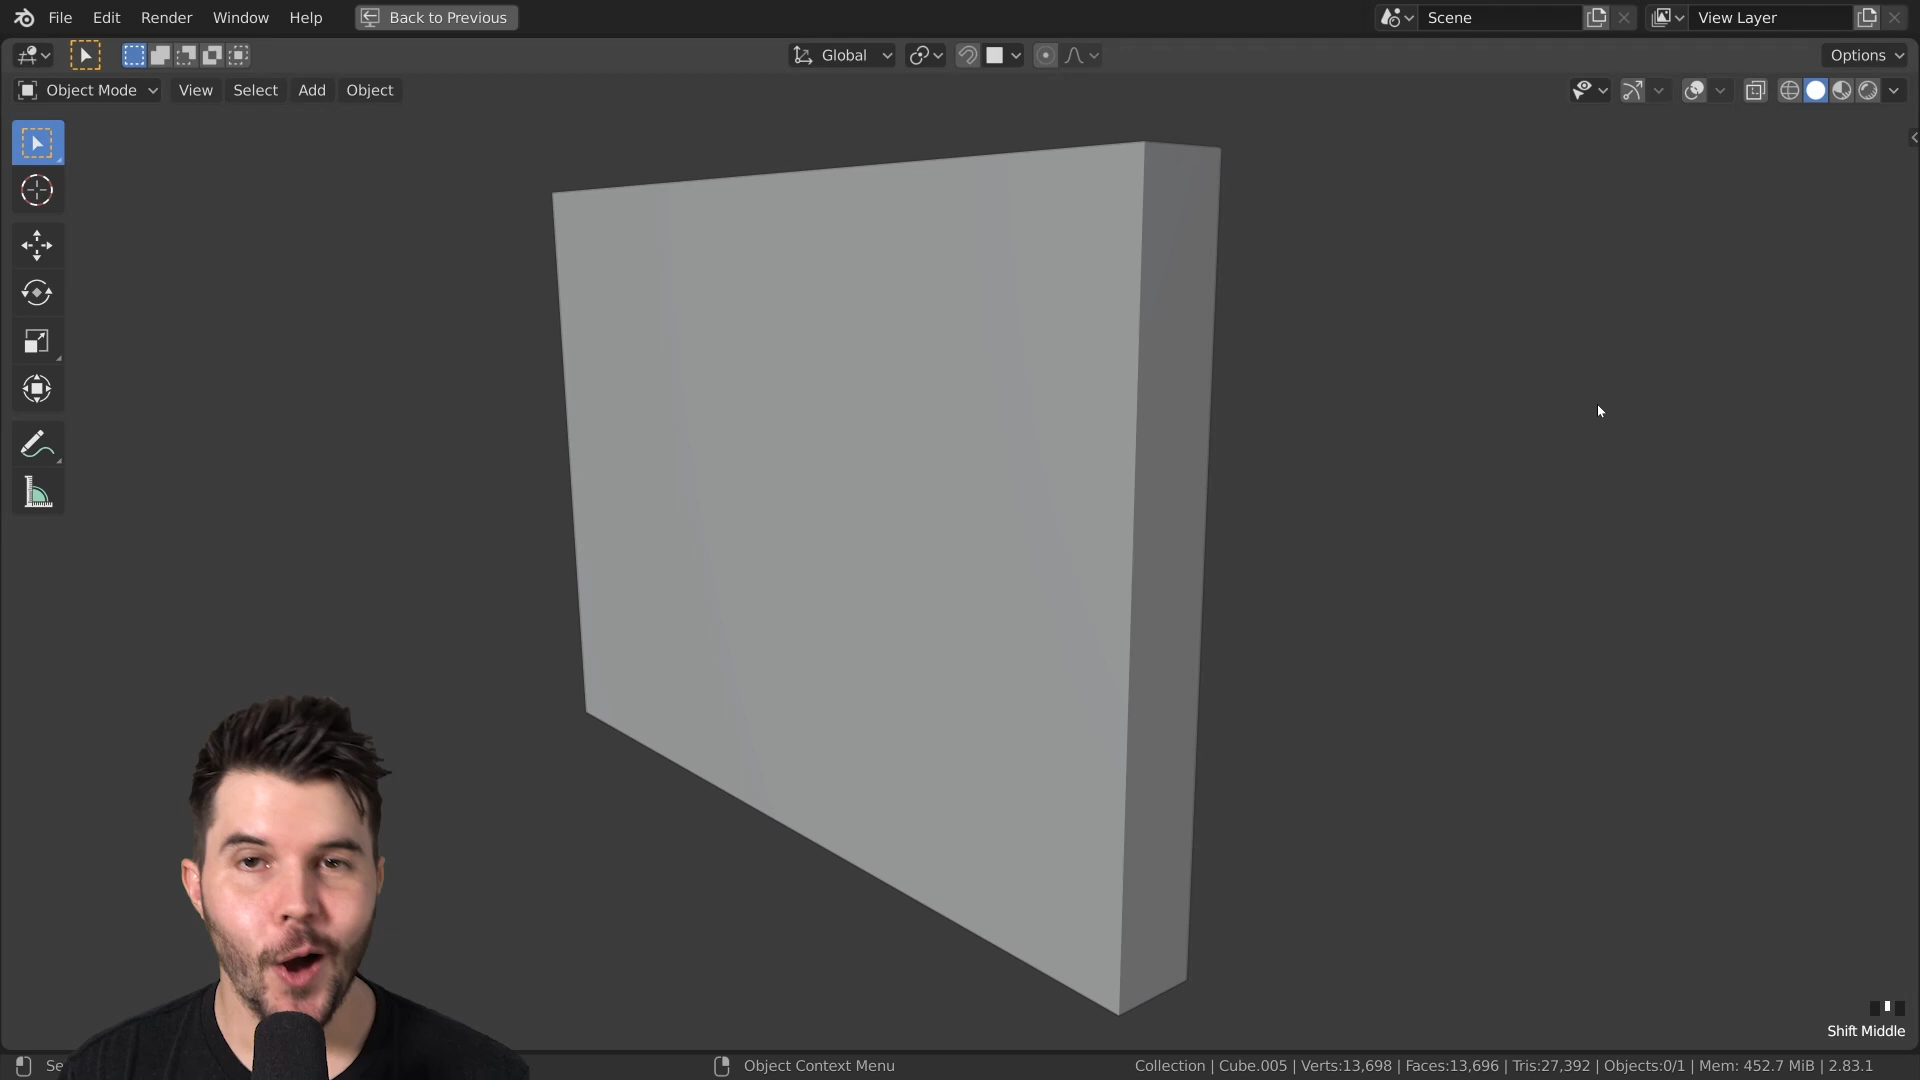 File Edit Render Window Help Back to Previous Scene View Layer
Global Options
Object Mode View Select Add Object
Shift Middle
Se Object Context Menu Collection | Cube.005 | Verts:13,698 | Faces:13,696 | Tris:27,392 | Objects:0/1 | Mem: 452.7 MiB | 2.83.1